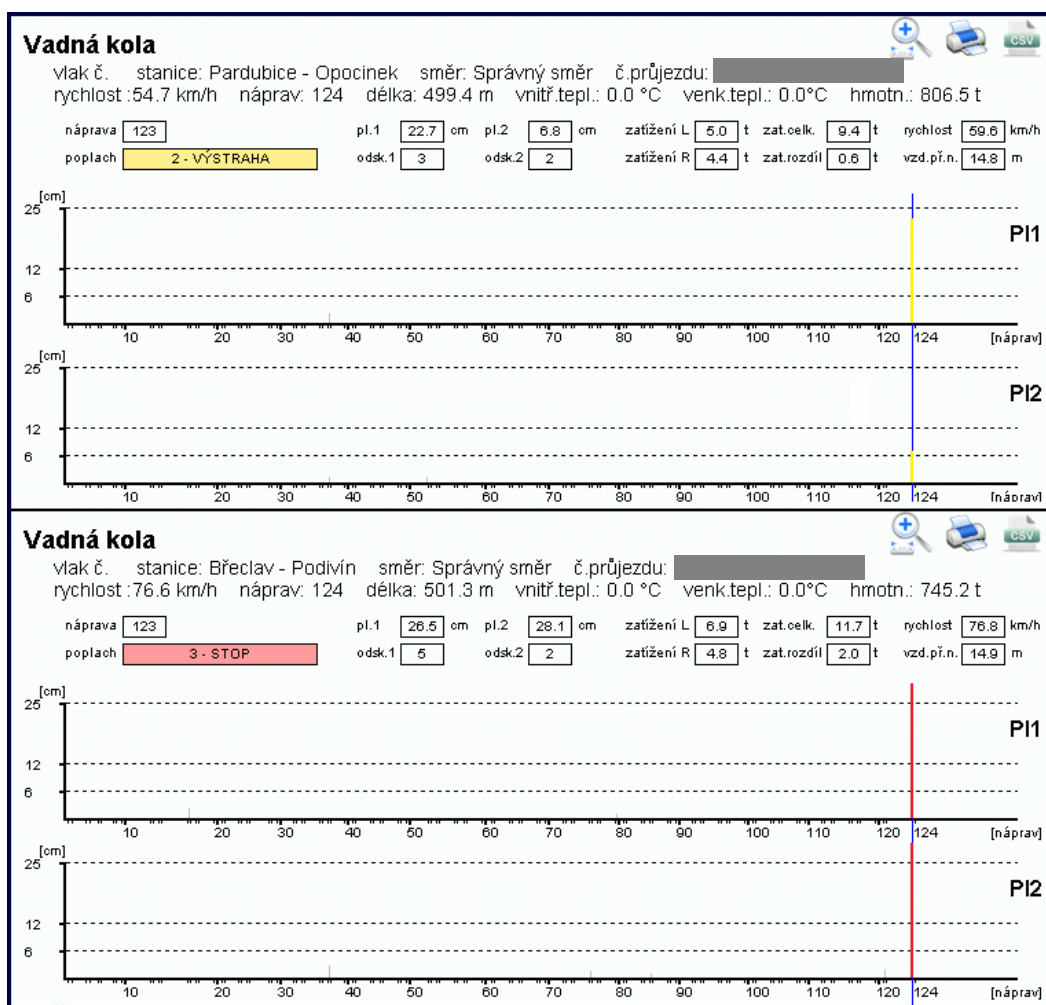 Vadná kola
CSV
vlak č. stanice: Pardubice - Opocinek směr: Správný směr č.průjezdu:
rychlost :54.7 km/h náprav: 124 délka: 499.4 m vnitř.tepl.: 0.0 °C venk.tepl.: 0.0°C hmotn.: 806.5 t
náprava 123 pl.1 22.7 cm pl.2 6.8 cm zatížení L 5.0 t zat.celk. 9.4 t rychlost 59.6 km/h
poplach 2 - VÝSTRAHA odsk.1 3 odsk.2 2 zatížení R 4.4 t zat.rozdíl 0.6 t vzd.př.n. 14.8 m
[cm]
25
Pl1
12
6
10 20 30 40 50 60 70 80 90 100 110 120 124 [náprav]
[cm]
25
Pl2
12
6
10 20 30 40 50 60 70 80 90 100 110 120 124 [náprav]
Vadná kola
CSV
vlak č. stanice: Břeclav - Podivín směr: Správný směr č.průjezdu:
rychlost :76.6 km/h náprav: 124 délka: 501.3 m vnitř.tepl.: 0.0 °C venk.tepl.: 0.0°C hmotn.: 745.2 t
náprava 123 pl.1 26.5 cm pl.2 28.1 cm zatížení L 6.9 t zat.celk. 11.7 t rychlost 76.8 km/h
poplach 3 - STOP odsk.1 5 odsk.2 2 zatížení R 4.8 t zat.rozdíl 2.0 t vzd.př.n. 14.9 m
[cm]
25
Pl1
12
6
10 20 30 40 50 60 70 80 90 100 110 120 124 [náprav]
[cm]
25
Pl2
12
6
10 20 30 40 50 60 70 80 90 100 110 120 124 [náprav]